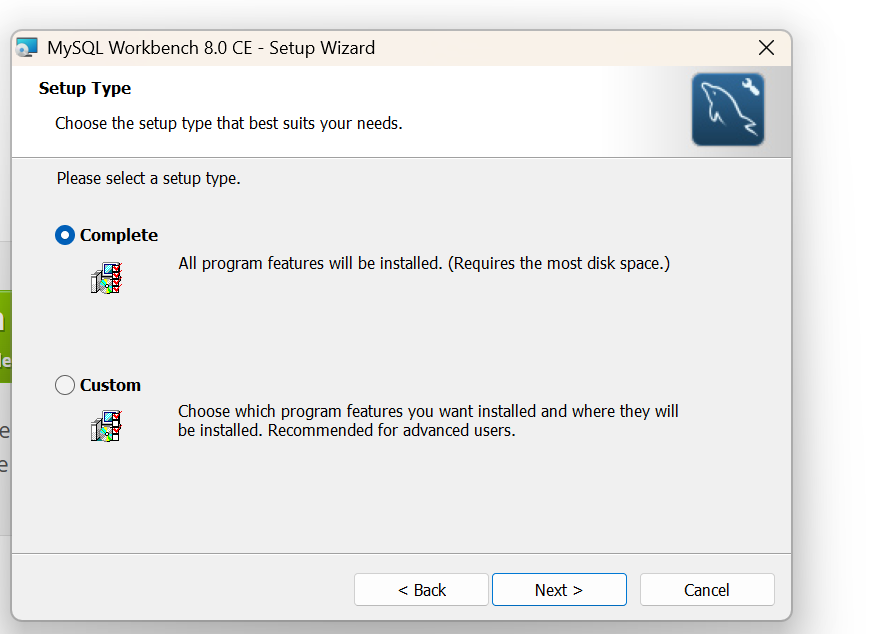 MySQL Workbench 8.0 CE - Setup Wizard
Setup Type
Choose the setup type that best suits your needs.
Please select a setup type.
Complete
All program features will be installed. (Requires the most disk space.)
Custom
Choose which program features you want installed and where they will
be installed. Recommended for advanced users.
< Back
Next >
Cancel